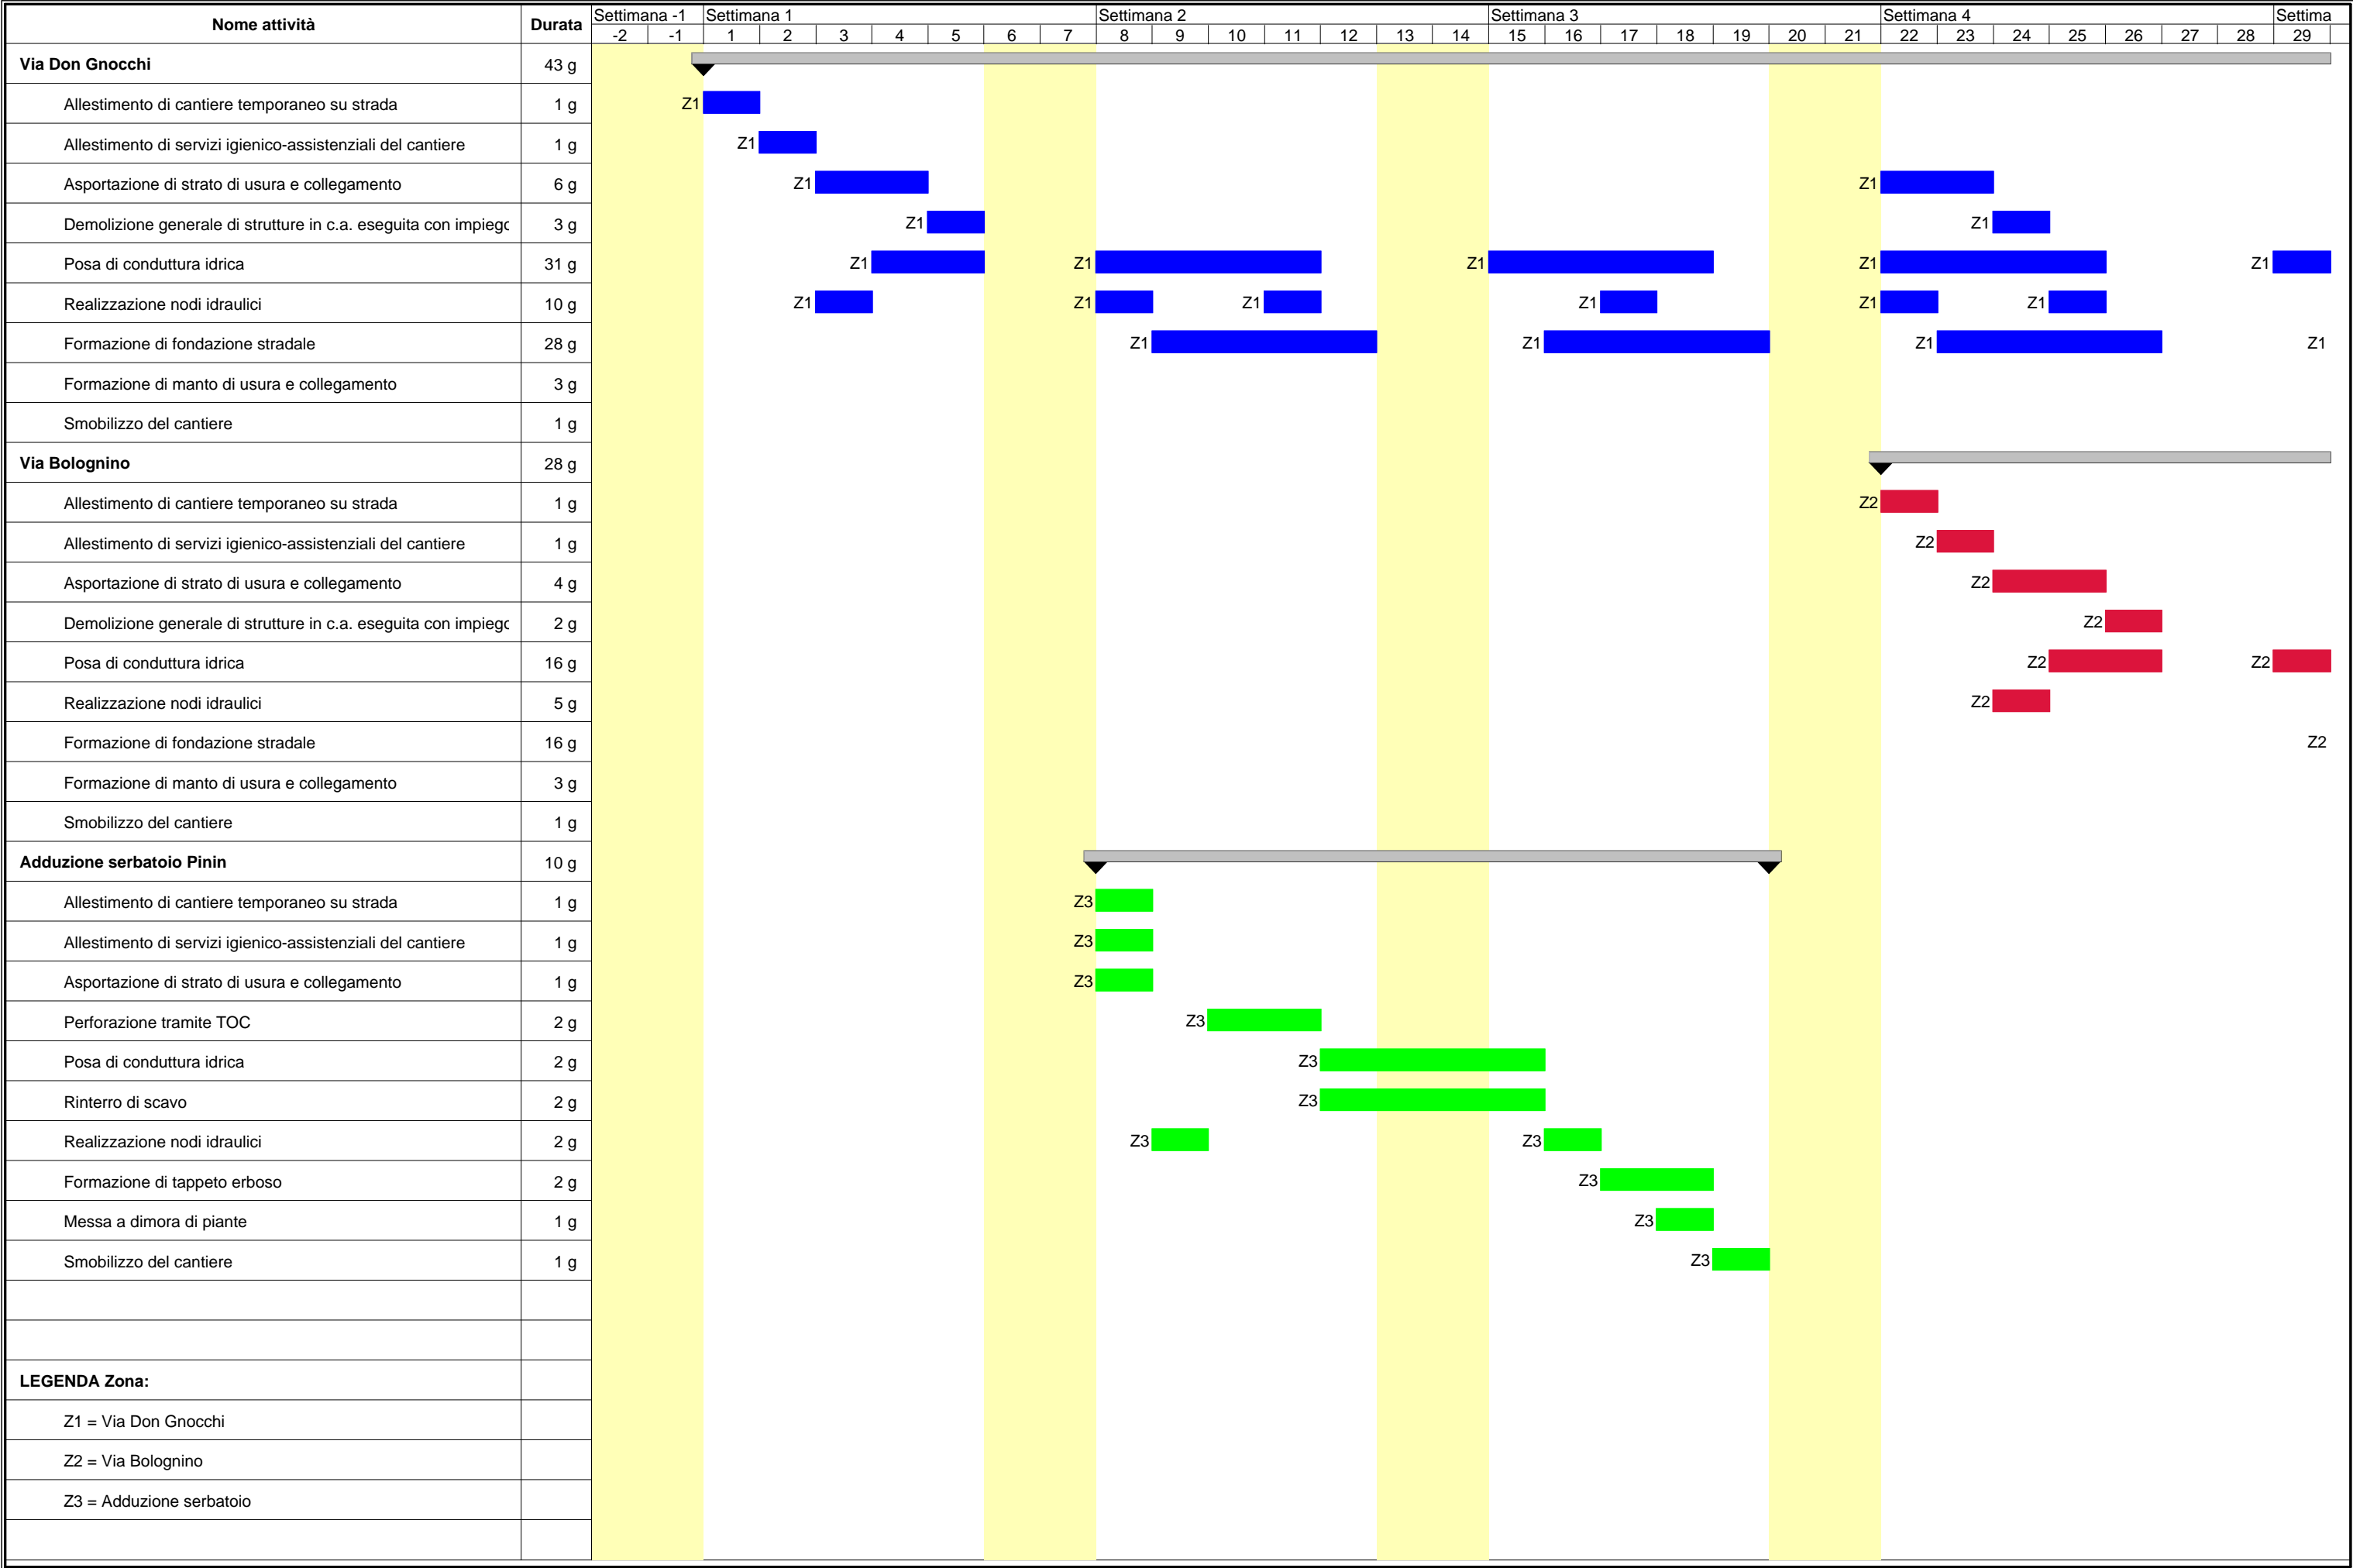 Nome attività Durata Settimana -1 Settimana 1 Settimana 2 Settimana 3 Settimana 4 Settima
-2 -1 1 2 3 4 5 6 7 8 9 10 11 12 13 14 15 16 17 18 19 20 21 22 23 24 25 26 27 28 29
Via Don Gnocchi 43 g
Allestimento di cantiere temporaneo su strada 1 g Z1
Allestimento di servizi igienico-assistenziali del cantiere 1 g Z1
Asportazione di strato di usura e collegamento 6 g Z1 Z1
Demolizione generale di strutture in c.a. eseguita con impiego 3 g Z1 Z1
Posa di conduttura idrica 31 g Z1 Z1 Z1 Z1 Z1
Realizzazione nodi idraulici 10 g Z1 Z1 Z1 Z1 Z1 Z1
Formazione di fondazione stradale 28 g Z1 Z1 Z1 Z1
Formazione di manto di usura e collegamento 3 g
Smobilizzo del cantiere 1 g
Via Bolognino 28 g
Allestimento di cantiere temporaneo su strada 1 g Z2
Allestimento di servizi igienico-assistenziali del cantiere 1 g Z2
Asportazione di strato di usura e collegamento 4 g Z2
Demolizione generale di strutture in c.a. eseguita con impiego 2 g Z2
Posa di conduttura idrica 16 g Z2 Z2
Realizzazione nodi idraulici 5 g Z2
Formazione di fondazione stradale 16 g Z2
Formazione di manto di usura e collegamento 3 g
Smobilizzo del cantiere 1 g
Adduzione serbatoio Pinin 10 g
Allestimento di cantiere temporaneo su strada 1 g Z3
Allestimento di servizi igienico-assistenziali del cantiere 1 g Z3
Asportazione di strato di usura e collegamento 1 g Z3
Perforazione tramite TOC 2 g Z3
Posa di conduttura idrica 2 g Z3
Rinterro di scavo 2 g Z3
Realizzazione nodi idraulici 2 g Z3 Z3
Formazione di tappeto erboso 2 g Z3
Messa a dimora di piante 1 g Z3
Smobilizzo del cantiere 1 g Z3
LEGENDA Zona:
Z1 = Via Don Gnocchi
Z2 = Via Bolognino
Z3 = Adduzione serbatoio